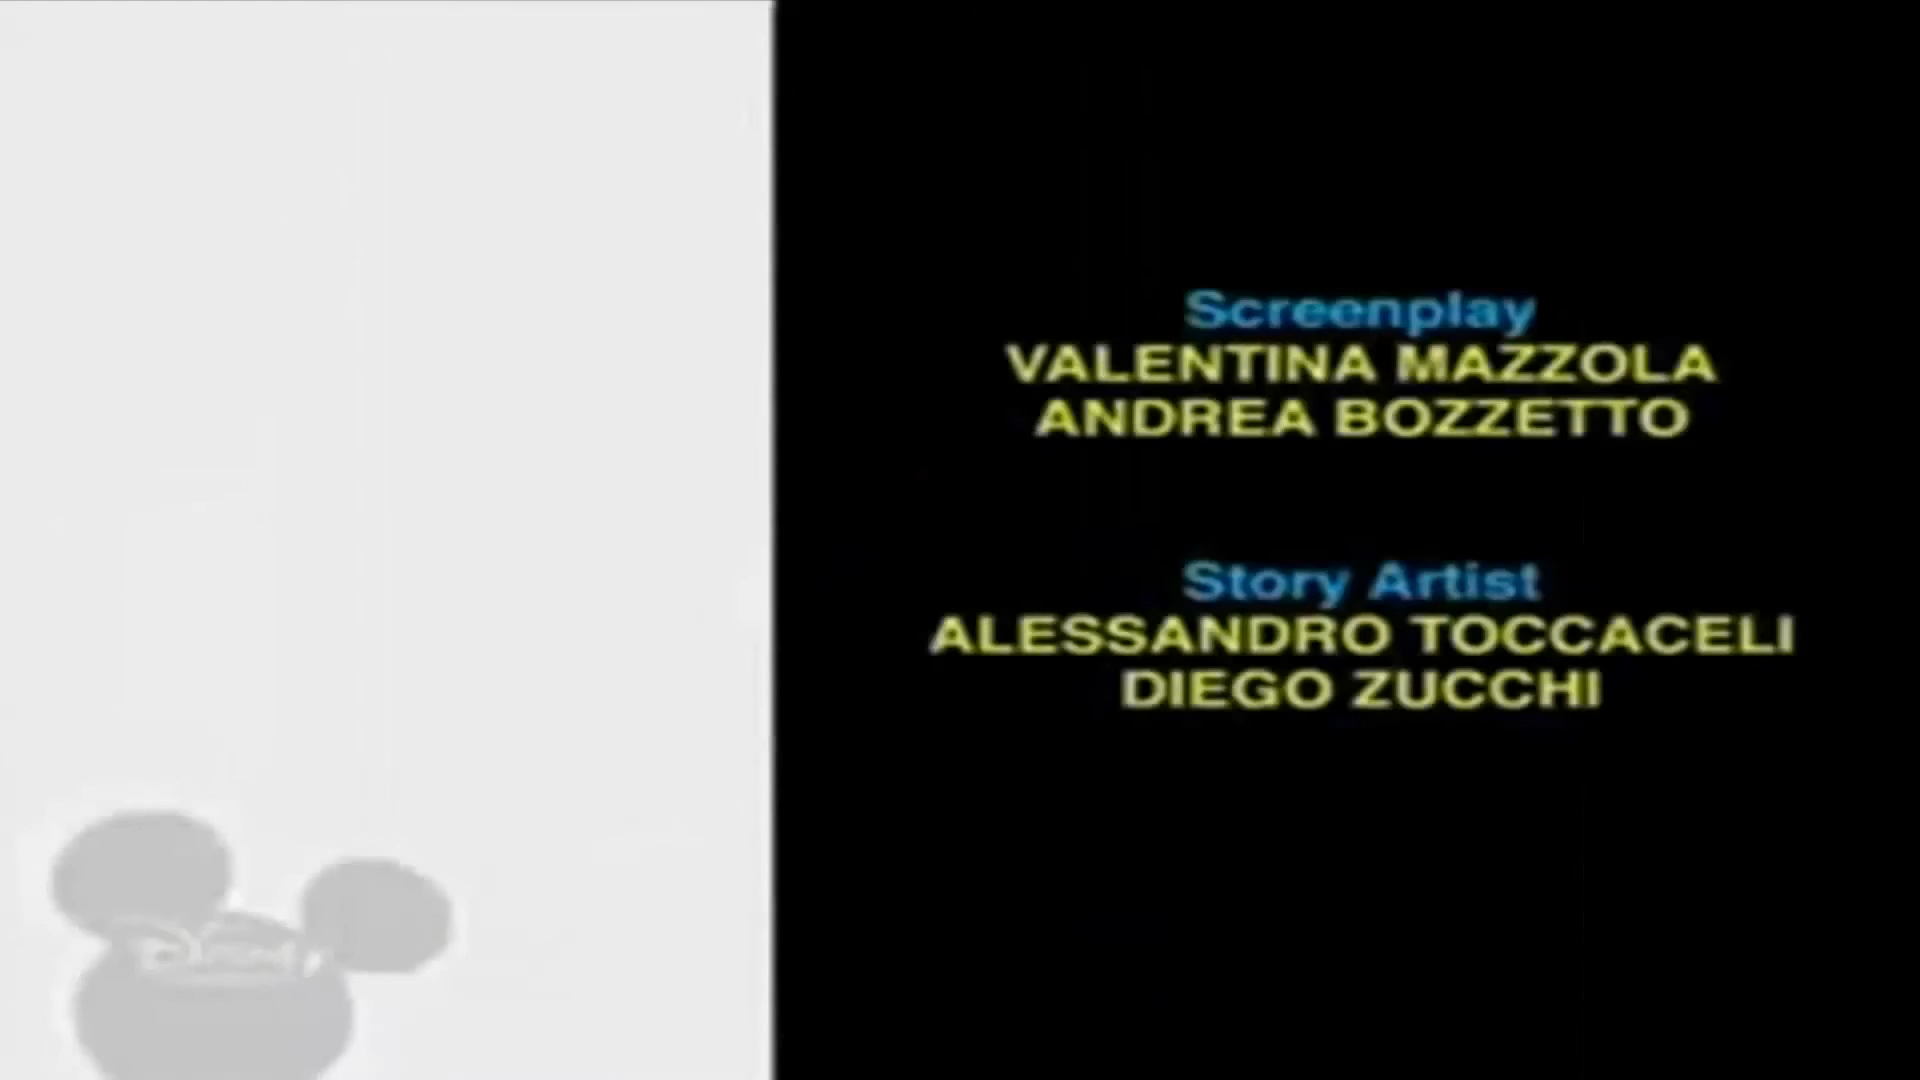 Screenplay
VALENTINA MAZZOLA
ANDREA BOZZETTO
Story Artist
ALESSANDRO TOCCACELI
DIEGO ZUCCHI